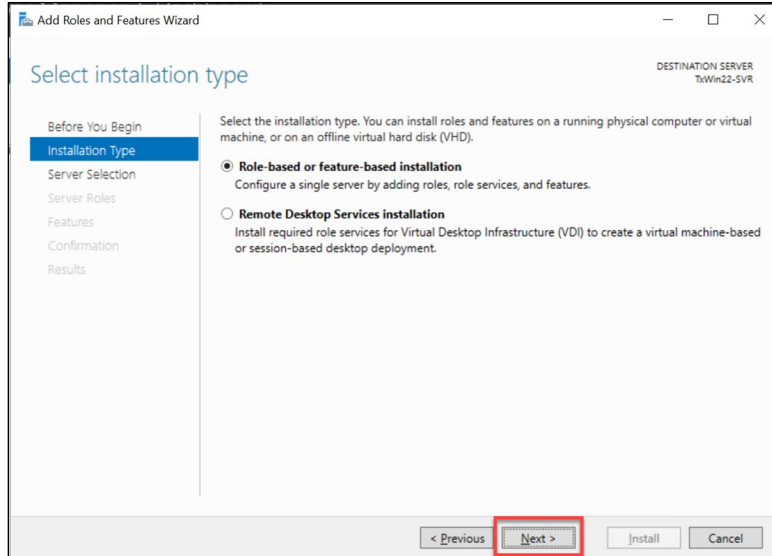 Add Roles and Features Wizard
Select installation type
DESTINATION SERVER
TxWin22-SVR
Before You Begin
Installation Type
Server Selection
Server Roles
Features
Confirmation
Results
Select the installation type. You can install roles and features on a running physical computer or virtual
machine, or on an offline virtual hard disk (VHD).
Role-based or feature-based installation
Configure a single server by adding roles, role services, and features.
Remote Desktop Services installation
Install required role services for Virtual Desktop Infrastructure (VDI) to create a virtual machine-based
or session-based desktop deployment.
< Previous Next > Install Cancel